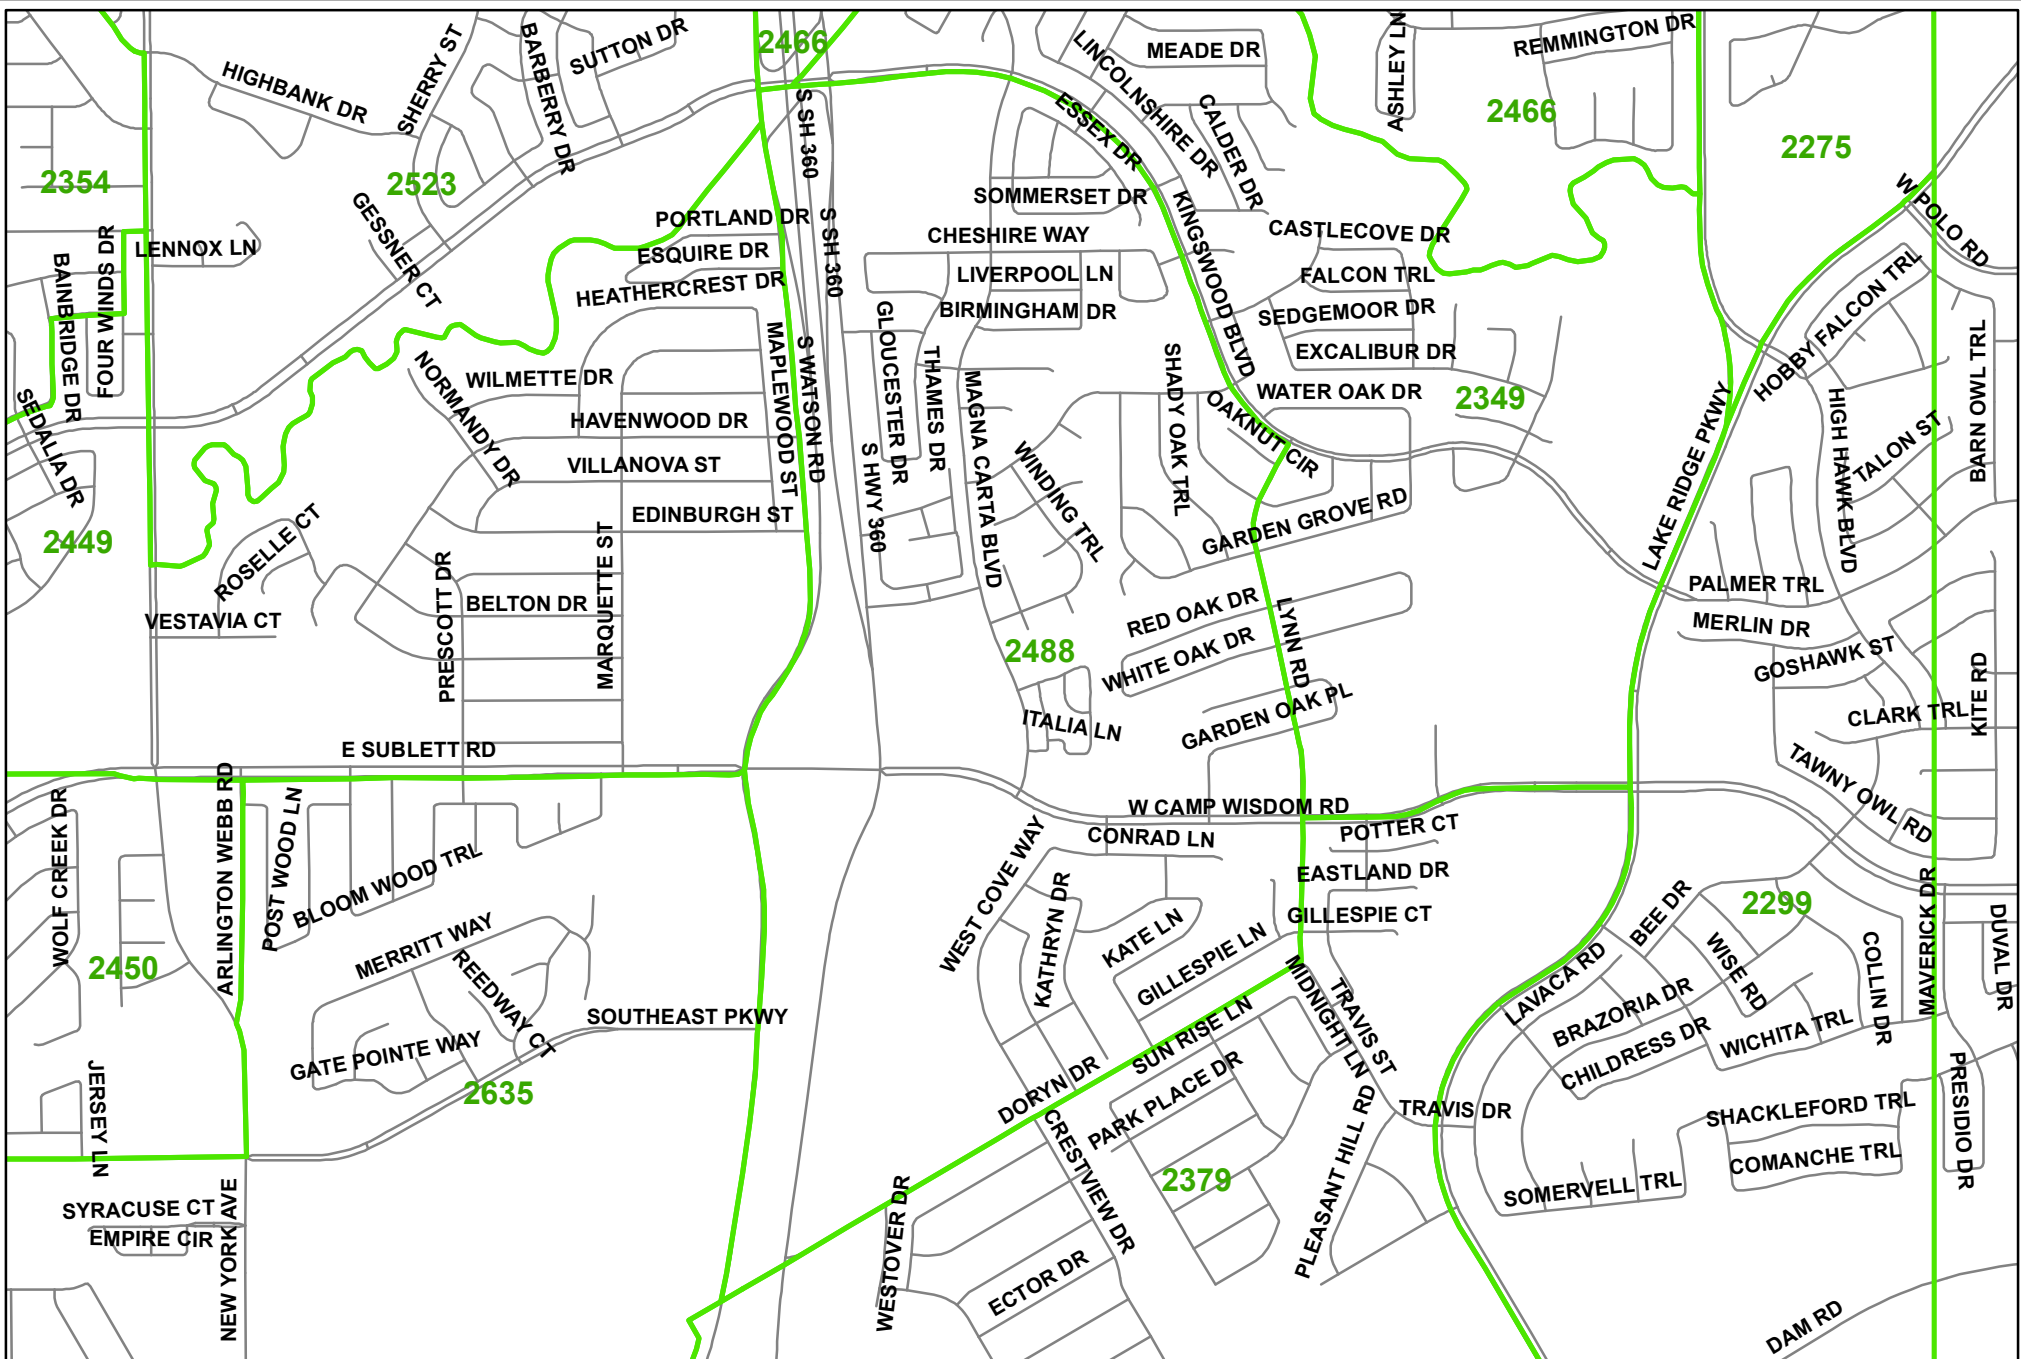 2466
MEADE DR
LINCOLNSHIRE DR
ASHLEY LN
REMMINGTON DR
SUTTON DR
BARBERRY DR
SHERRY ST
HIGHBANK DR
S SH 360
ESSEX DR
CALDER DR
2466
2275
2354
2523
SOMMERSET DR
KINGSWOOD BLVD
W POLO RD
GESSNER CT
PORTLAND DR
S SH 360
CHESHIRE WAY
CASTLECOVE DR
LENNOX LN
FOUR WINDS DR
BAINBRIDGE DR
ESQUIRE DR
LIVERPOOL LN
FALCON TRL
HOBBY FALCON TRL
HEATHERCREST DR
BIRMINGHAM DR
SEDGEMOOR DR
GLOUCESTER DR
MAPLEWOOD ST
S WATSON RD
THAMES DR
MAGNA CARTA BLVD
SHADY OAK TRL
EXCALIBUR DR
WILMETTE DR
NORMANDY DR
WATER OAK DR
2349
LAKE RIDGE PKWY
HIGH HAWK BLVD
BARN OWL TRL
TALON ST
SEDALIA DR
HAVENWOOD DR
OAKNUT CIR
VILLANOVA ST
S HWY 360
WINDING TRL
EDINBURGH ST
GARDEN GROVE RD
2449
ROSELLE CT
MARQUETTE ST
PRESCOTT DR
BELTON DR
VESTAVIA CT
RED OAK DR
LYNN RD
PALMER TRL
MERLIN DR
2488
WHITE OAK DR
GOSHAWK ST
KITE RD
ITALIA LN
GARDEN OAK PL
CLARK TRL
E SUBLETT RD
TAWNY OWL RD
ARLINGTON WEBB RD
POST WOOD LN
WOLF CREEK DR
W CAMP WISDOM RD
CONRAD LN
POTTER CT
BLOOM WOOD TRL
WEST COVE WAY
KATHRYN DR
EASTLAND DR
BEE DR
2299
MAVERICK DR
DUVAL DR
MERRITT WAY
KATE LN
GILLESPIE CT
GILLESPIE LN
WISE RD
COLLIN DR
2450
REEDWAY CT
SOUTHEAST PKWY
MIDNIGHT LN
TRAVIS ST
LAVACA RD
BRAZORIA DR
WICHITA TRL
CHILDRESS DR
GATE POINTE WAY
SUN RISE LN
DORYN DR
PARK PLACE DR
2635
JERSEY LN
CRESTVIEW DR
PLEASANT HILL RD
TRAVIS DR
SHACKLEFORD TRL
PRESIDIO DR
COMANCHE TRL
2379
SOMERVELL TRL
SYRACUSE CT
EMPIRE CIR
NEW YORK AVE
WESTOVER DR
ECTOR DR
DAM RD